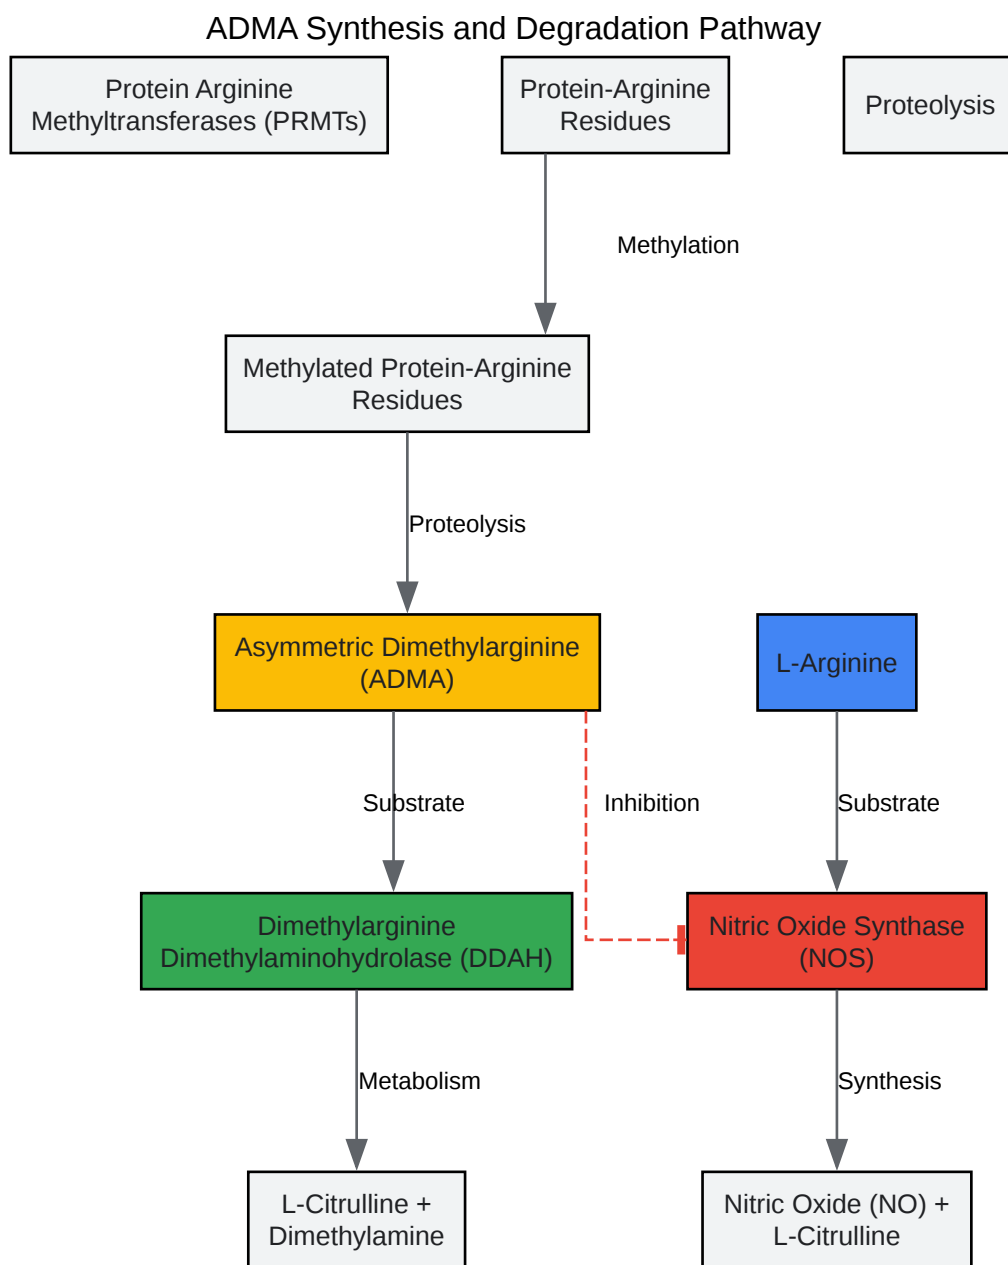 ADMA Synthesis and Degradation Pathway
Protein Arginine
Methyltransferases (PRMTs)
Protein-Arginine
Residues
Proteolysis
Methylation
Methylated Protein-Arginine
Residues
Proteolysis
Asymmetric Dimethylarginine
(ADMA)
L-Arginine
Substrate
Inhibition
Substrate
Dimethylarginine
Dimethylaminohydrolase (DDAH)
Nitric Oxide Synthase
(NOS)
Metabolism
Synthesis
L-Citrulline +
Dimethylamine
Nitric Oxide (NO) +
L-Citrulline